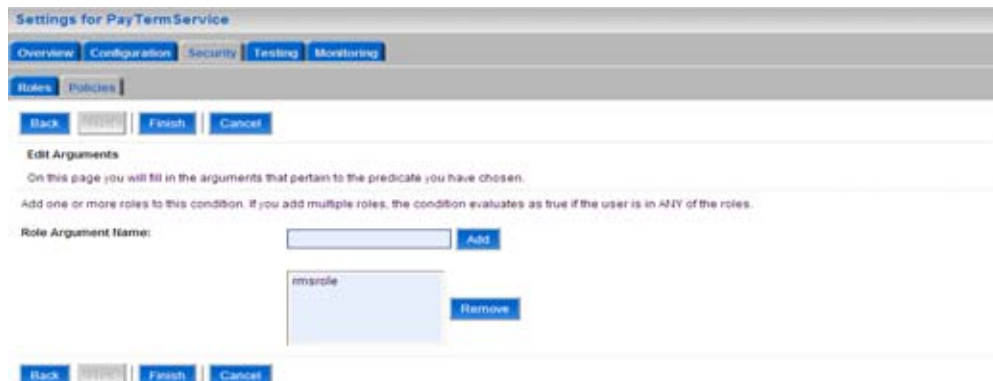 Settings for PayTermService
Overview Configuration Security Testing Monitoring
Roles Policies
Back Finish Cancel
Edit Arguments
On this page you will fill in the arguments that pertain to the predicate you have chosen.
Add one or more roles to this condition. If you add multiple roles, the condition evaluates as true if the user is in ANY of the roles.
Role Argument Name:
Add
rmsrole
Remove
Back Finish Cancel